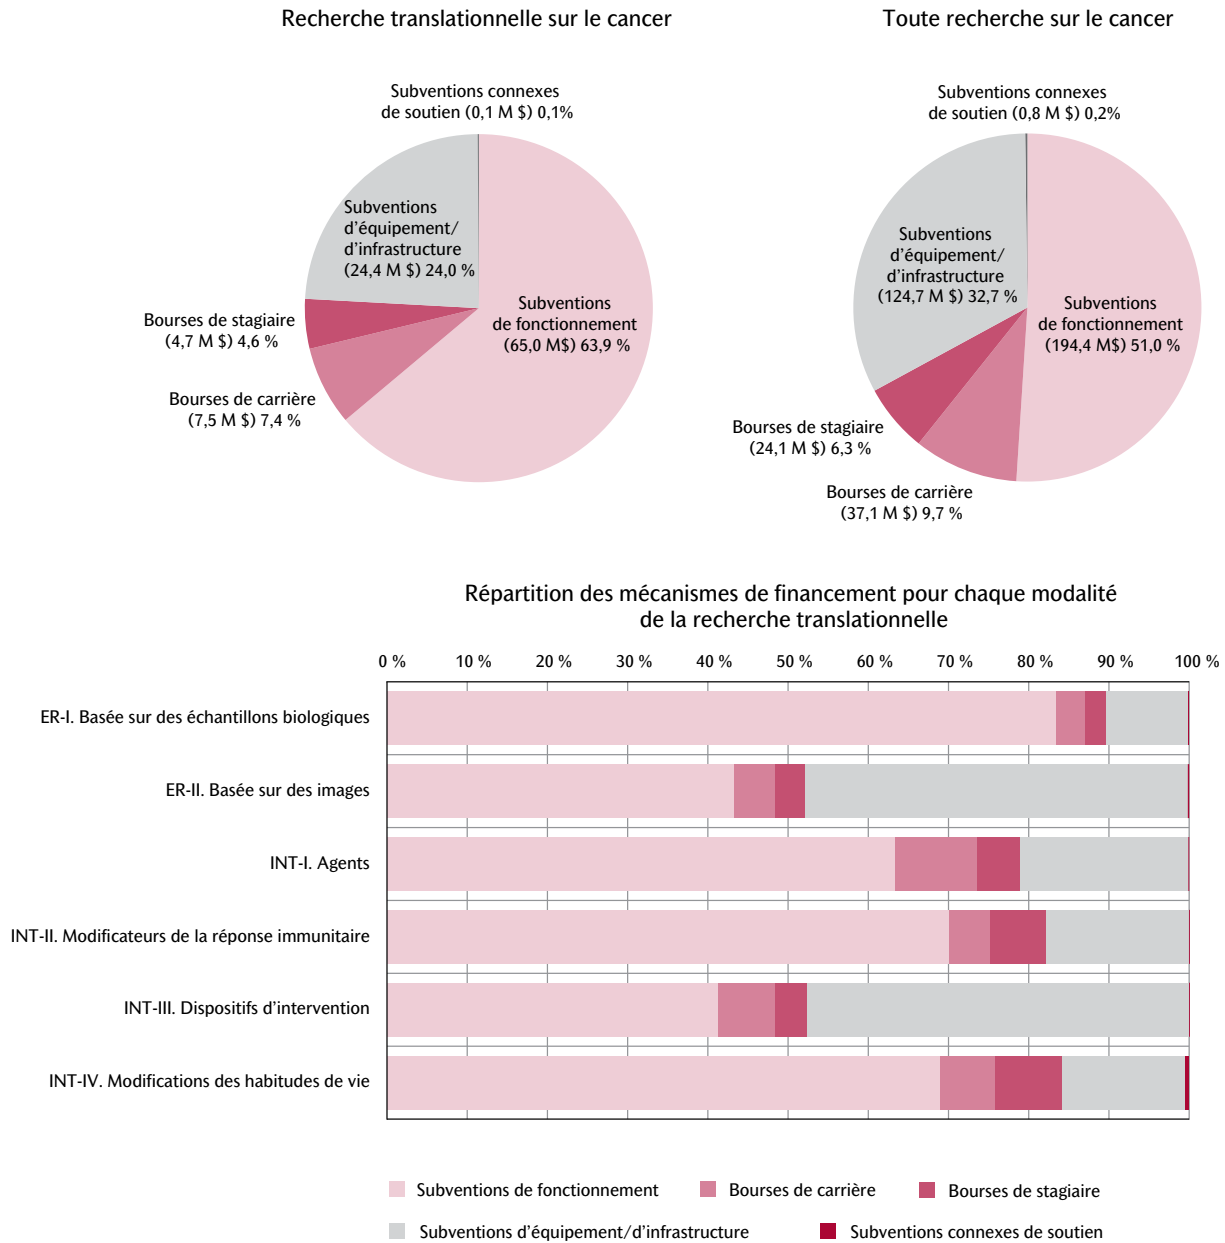 Recherche translationnelle sur le cancer
Toute recherche sur le cancer
Subventions connexes
de soutien (0,1 M $) 0,1%
Subventions
d'équipement/
d'infrastructure
(24,4 M $) 24,0 %
Subventions
de fonctionnement
(65,0 M$) 63,9 %
Bourses de stagiaire
(4,7 M $) 4,6 %
Bourses de carrière
(7,5 M $) 7,4 %
Subventions connexes
de soutien (0,8 M $) 0,2%
Subventions
d'équipement/
d'infrastructure
(124,7 M $) 32,7 %
Subventions
de fonctionnement
(194,4 M$) 51,0 %
Bourses de stagiaire
(24,1 M $) 6,3 %
Bourses de carrière
(37,1 M $) 9,7 %
Répartition des mécanismes de financement pour chaque modalité
de la recherche translationnelle
0 % 10 % 20 % 30 % 40 % 50 % 60 % 70 % 80 % 90 % 100 %
ER-I. Basée sur des échantillons biologiques
ER-II. Basée sur des images
INT-I. Agents
INT-II. Modificateurs de la réponse immunitaire
INT-III. Dispositifs d'intervention
INT-IV. Modifications des habitudes de vie
Subventions de fonctionnement
Bourses de carrière
Bourses de stagiaire
Subventions d'équipement/d'infrastructure
Subventions connexes de soutien